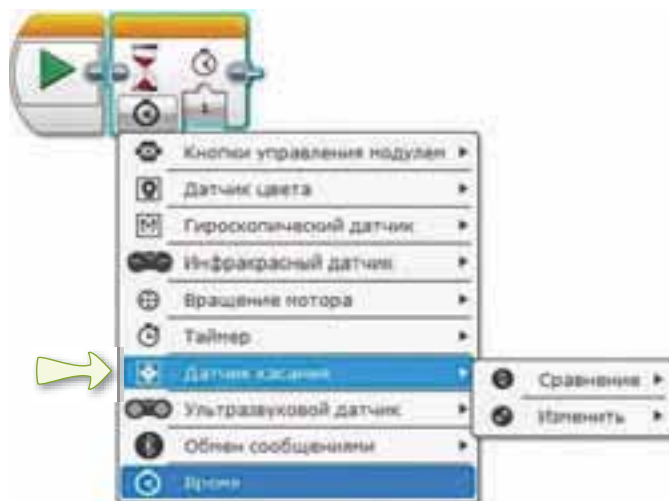 1
Кнопки управления модулем
Датчик цвета
Гироскопический датчик
Инфракрасный датчик
Вращение мотора
Таймер
Датчик касания
Сравнение
Ультразвуковой датчик
Изменить
Обмен сообщениями
Время